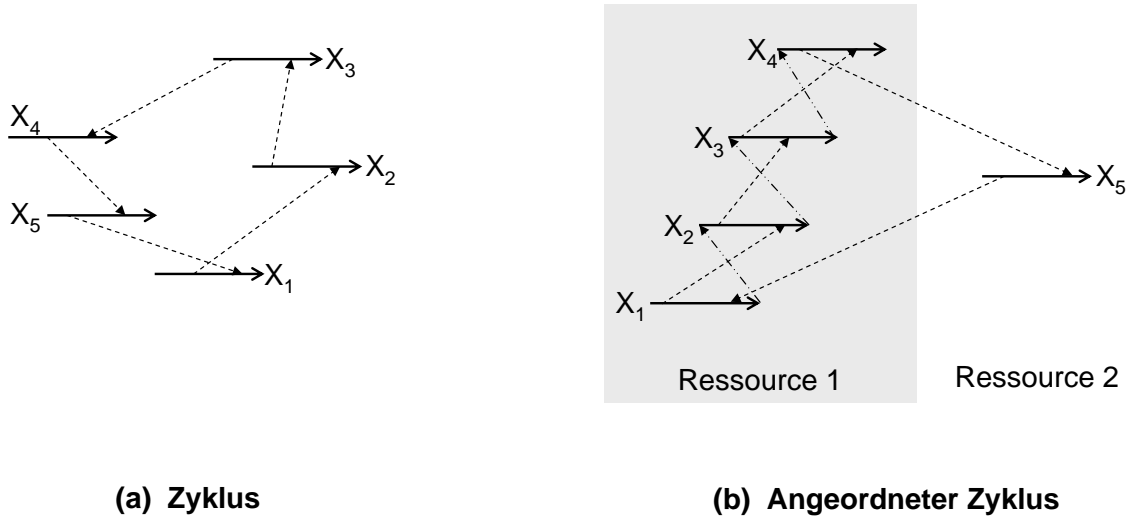 X3
X4
X2
X5
X1
X4
X3
X5
X2
X1
Ressource 1
Ressource 2
(a) Zyklus
(b) Angeordneter Zyklus